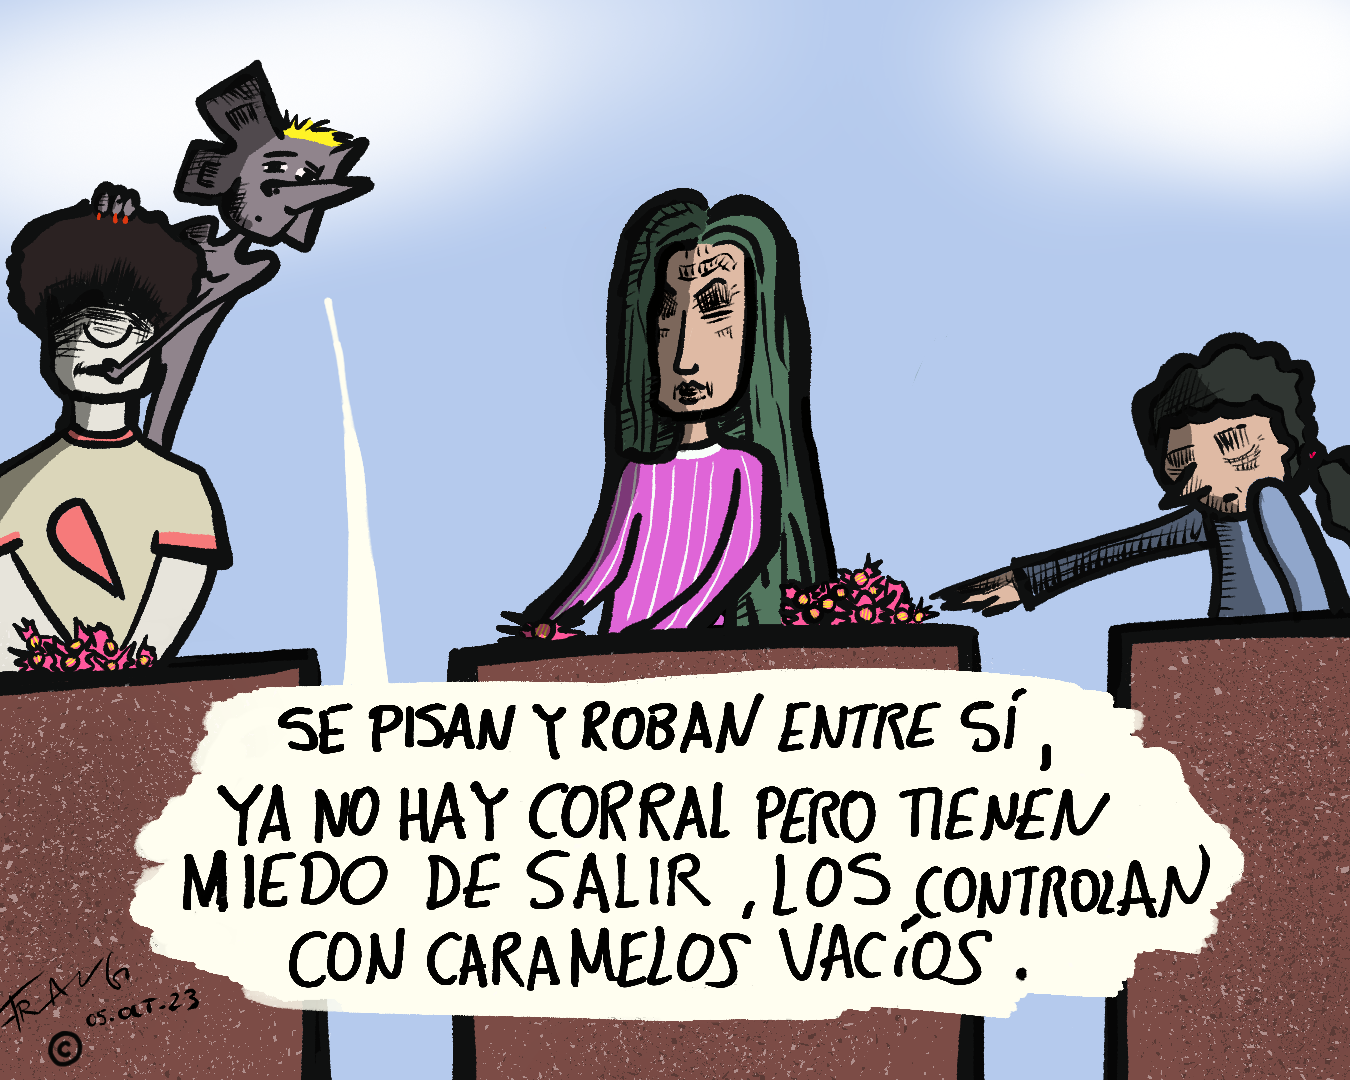 SE PISAN Y ROBAN ENTRE SÍ,
YA NO HAY CORRAL PERO TIENEN
MIEDO DE SALIR, LOS CONTROLAN
CON CARAMELOS VACÍOS.
FRAUG
05.OCT-23
©